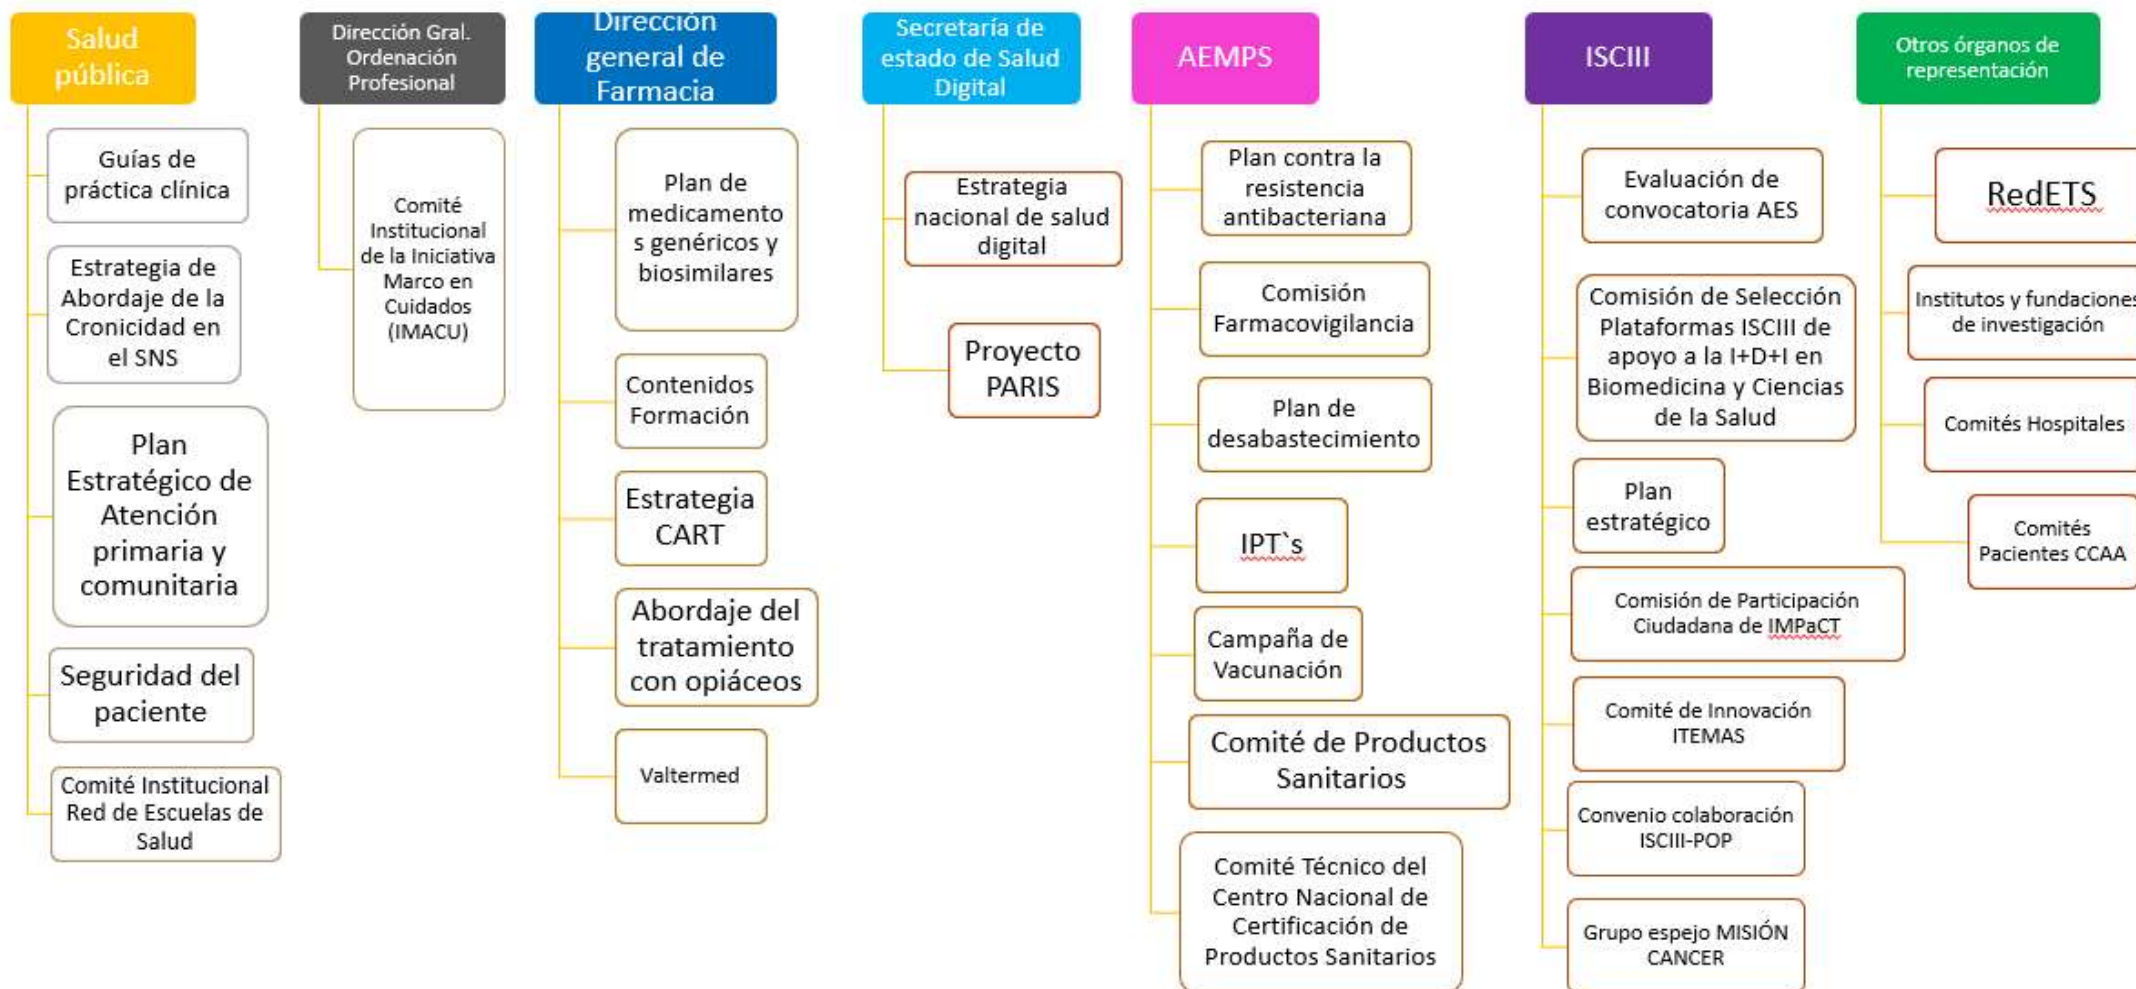 Salud
pública
Guías de
práctica clínica
Estrategia de
Abordaje de la
Cronicidad en
el SNS
Plan
Estratégico de
Atención
primaria y
comunitaria
Seguridad del
paciente
Comité Institucional
Red de Escuelas de
Salud
Dirección Gral.
Ordenación
Profesional
Comité
Institucional
de la Iniciativa
Marco en
Cuidados
(IMACU)
Dirección
general de
Farmacia
Plan de
medicamento
s genéricos y
biosimilares
Contenidos
Formación
Estrategia
CART
Abordaje del
tratamiento
con opiáceos
Valtermed
Secretaría de
estado de Salud
Digital
Estrategia
nacional de salud
digital
Proyecto
PARIS
AEMPS
Plan contra la
resistencia
antibacteriana
Comisión
Farmacovigilancia
Plan de
desabastecimiento
IPT`s
Campaña de
Vacunación
Comité de Productos
Sanitarios
Comité Técnico del
Centro Nacional de
Certificación de
Productos Sanitarios
ISCIII
Evaluación de
convocatoria AES
Comisión de Selección
Plataformas ISCIII de
apoyo a la I+D+I en
Biomedicina y Ciencias
de la Salud
Plan
estratégico
Comisión de Participación
Ciudadana de IMPaCT
Comité de Innovación
ITEMAS
Convenio colaboración
ISCIII-POP
Grupo espejo MISIÓN
CANCER
Otros órganos de
representación
RedETS
Institutos y fundaciones
de investigación
Comités Hospitales
Comités
Pacientes CCAA